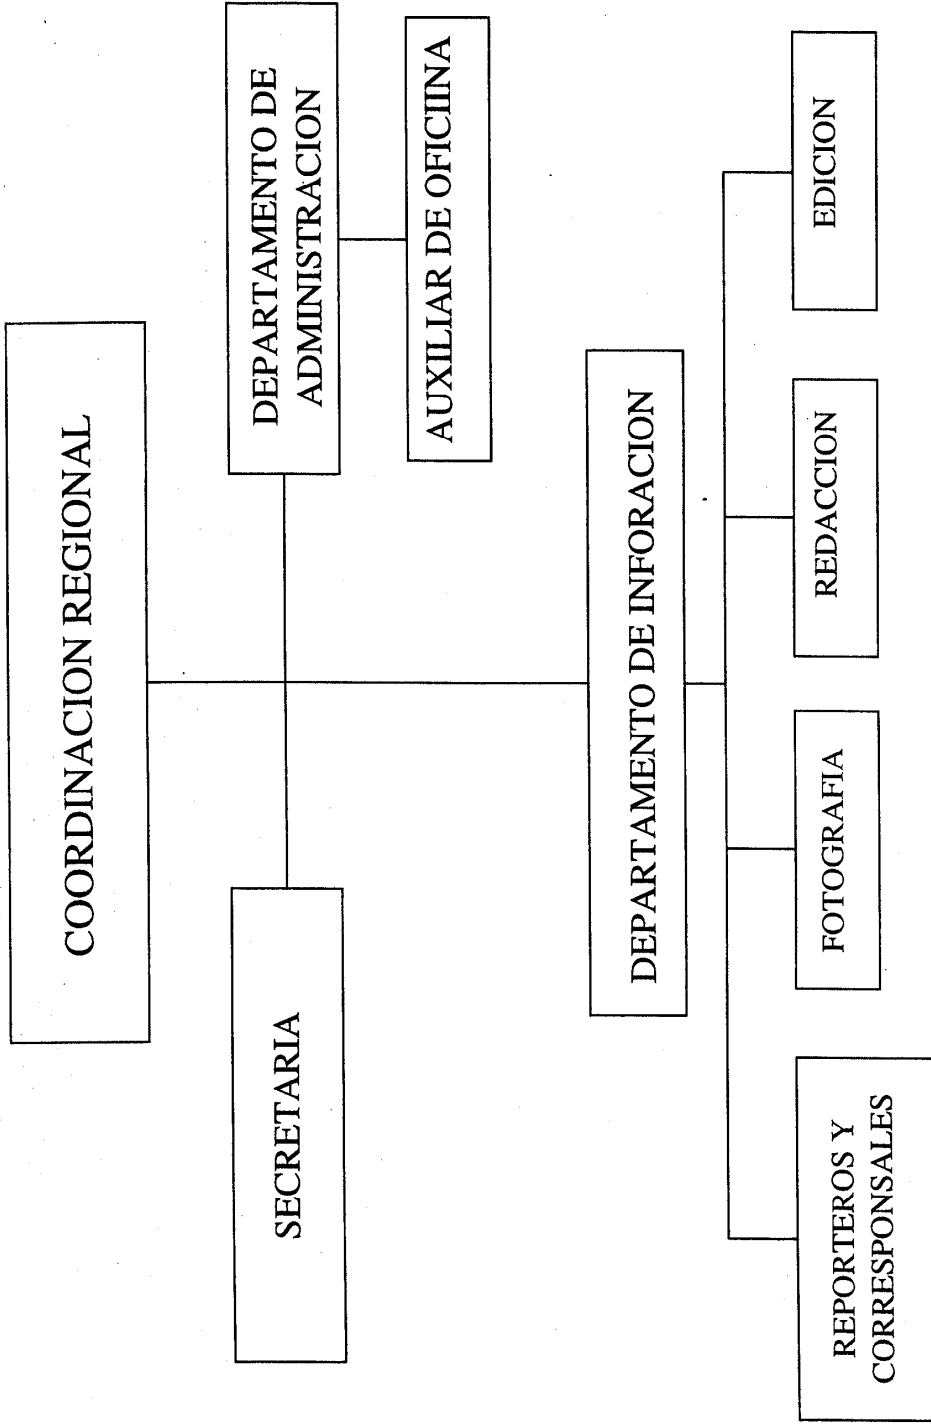 COORDINACION REGIONAL
SECRETARIA
DEPARTAMENTO DE
ADMINISTRACION
AUXILIAR DE OFICIINA
DEPARTAMENTO DE INFORACION
REPORTEROS Y
CORRESPONSALES
FOTOGRAFIA
REDACCION
EDICION